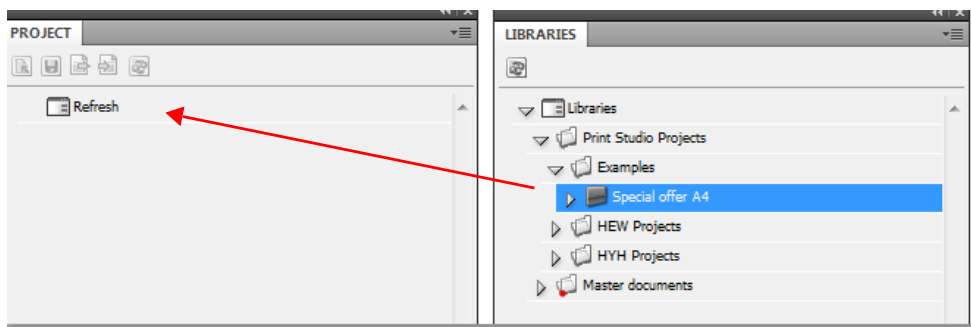 PROJECT
Refresh
LIBRARIES
Libraries
Print Studio Projects
Examples
Special offer A4
HEW Projects
HYH Projects
Master documents